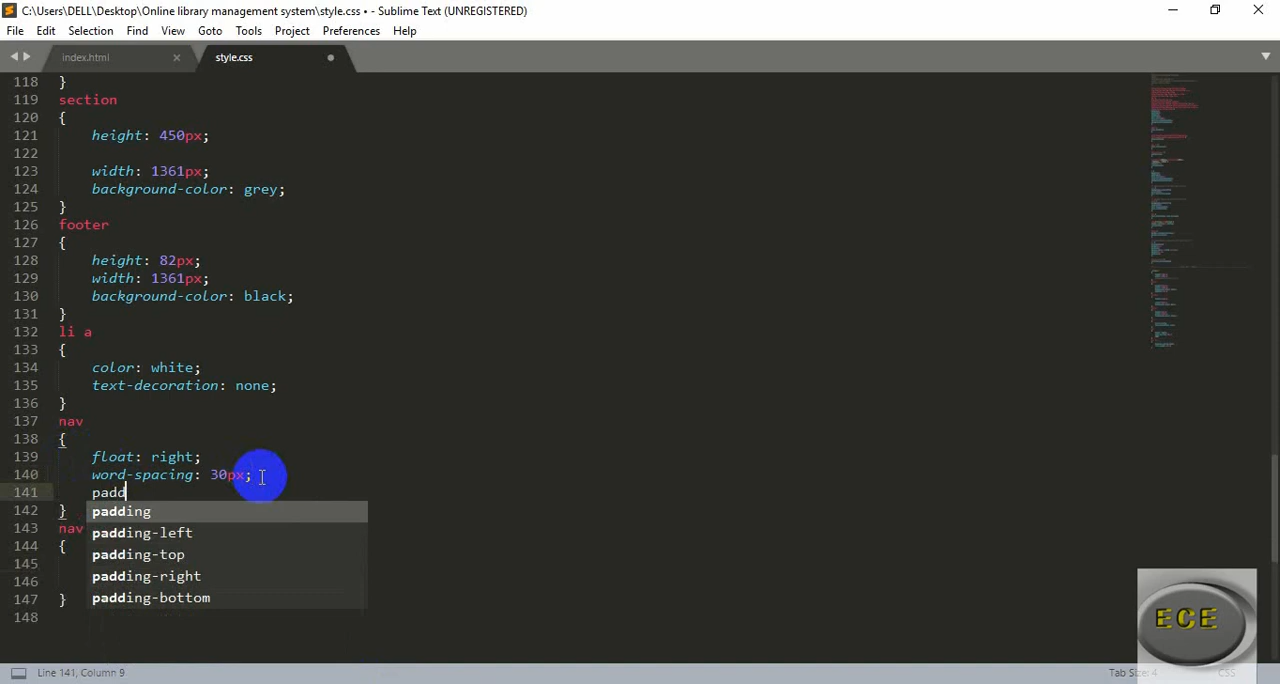 C:\Users\DELL\Desktop\Online library management system\style.css • - Sublime Text (UNREGISTERED)
File Edit Selection Find View Goto Tools Project Preferences Help
index.html × style.css
118 }
119 section
120 {
121 height: 450px;
122
123 width: 1361px;
124 background-color: grey;
125 }
126 footer
127 {
128 height: 82px;
129 width: 1361px;
130 background-color: black;
131 }
132 li a
133 {
134 color: white;
135 text-decoration: none;
136 }
137 nav
138 {
139 float: right;
140 word-spacing: 30px;
141 padd
142 } padding
143 nav padding-left
144 { padding-top
145
146 padding-right
147 } padding-bottom
148
ECE
Line 141, Column 9 Tab Size: 4 CSS